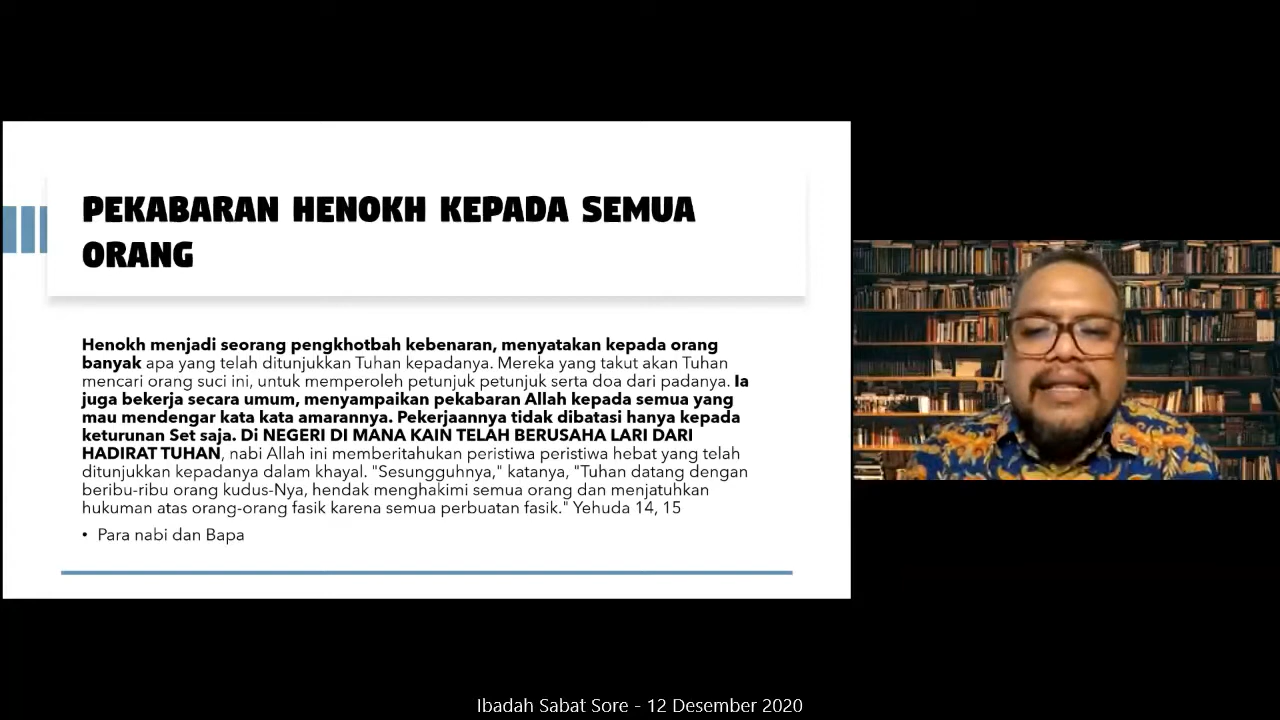 PEKABARAN HENOKH KEPADA SEMUA
ORANG
Henokh menjadi seorang pengkhotbah kebenaran, menyatakan kepada orang
banyak apa yang telah ditunjukkan Tuhan kepadanya. Mereka yang takut akan Tuhan
mencari orang suci ini, untuk memperoleh petunjuk petunjuk serta doa dari padanya. Ia
juga bekerja secara umum, menyampaikan pekabaran Allah kepada semua yang
mau mendengar kata kata amarannya. Pekerjaannya tidak dibatasi hanya kepada
keturunan Set saja. Di NEGERI DI MANA KAIN TELAH BERUSAHA LARI DARI
HADIRAT TUHAN, nabi Allah ini memberitahukan peristiwa peristiwa hebat yang telah
ditunjukkan kepadanya dalam khayal. "Sesungguhnya," katanya, "Tuhan datang dengan
beribu-ribu orang kudus-Nya, hendak menghakimi semua orang dan menjatuhkan
hukuman atas orang-orang fasik karena semua perbuatan fasik." Yehuda 14, 15
• Para nabi dan Bapa
Ibadah Sabat Sore - 12 Desember 2020